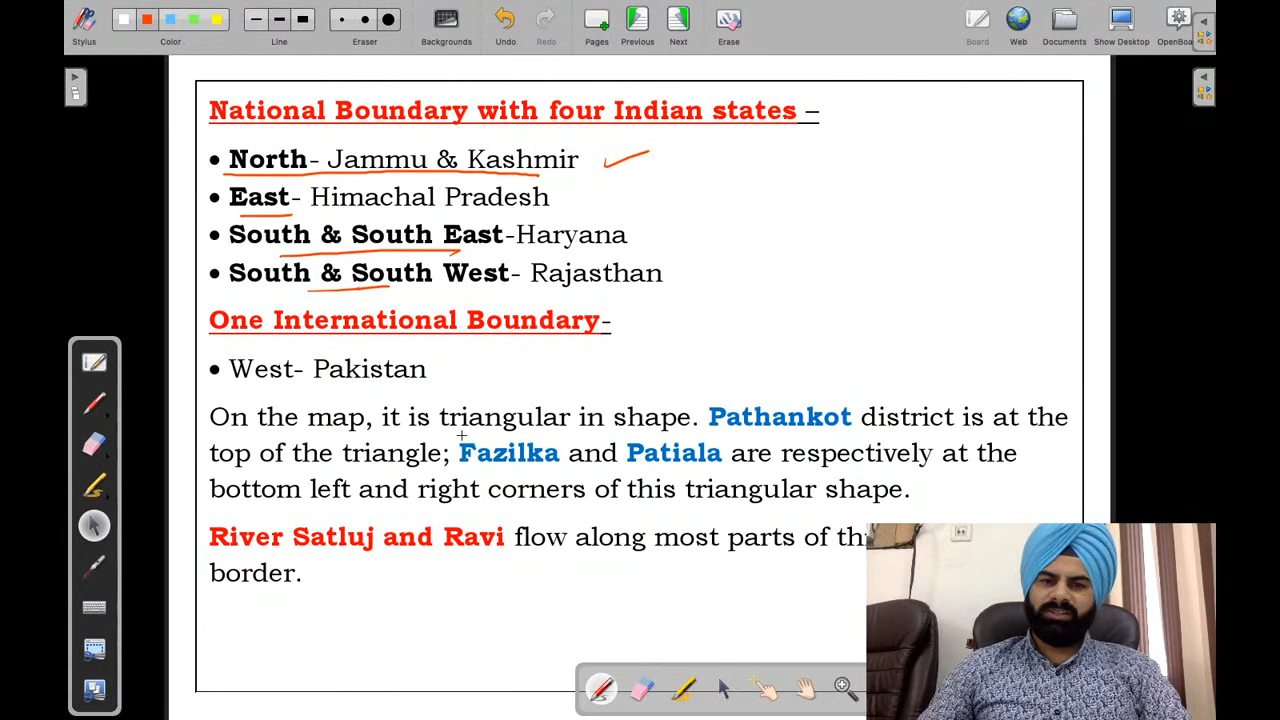 Stylus Color Line Eraser Backgrounds Undo Redo Pages Previous Next Erase Board Web Documents Show Desktop
National Boundary with four Indian states –
• North- Jammu & Kashmir
• East- Himachal Pradesh
• South & South East-Haryana
• South & South West- Rajasthan
One International Boundary-
• West- Pakistan
On the map, it is triangular in shape. Pathankot district is at the
top of the triangle; Fazilka and Patiala are respectively at the
bottom left and right corners of this triangular shape.
River Satluj and Ravi flow along most parts of
border.